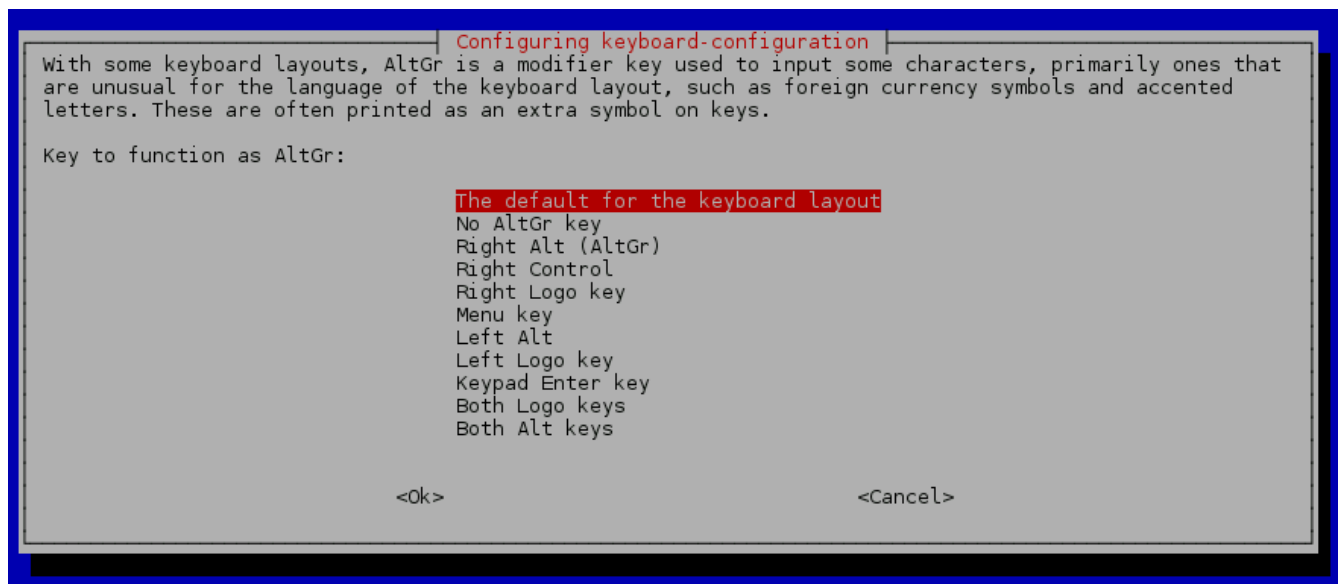 Configuring keyboard-configuration
With some keyboard layouts, AltGr is a modifier key used to input some characters, primarily ones that
are unusual for the language of the keyboard layout, such as foreign currency symbols and accented
letters. These are often printed as an extra symbol on keys.
Key to function as AltGr:
The default for the keyboard layout
No AltGr key
Right Alt (AltGr)
Right Control
Right Logo key
Menu key
Left Alt
Left Logo key
Keypad Enter key
Both Logo keys
Both Alt keys
<Ok> <Cancel>